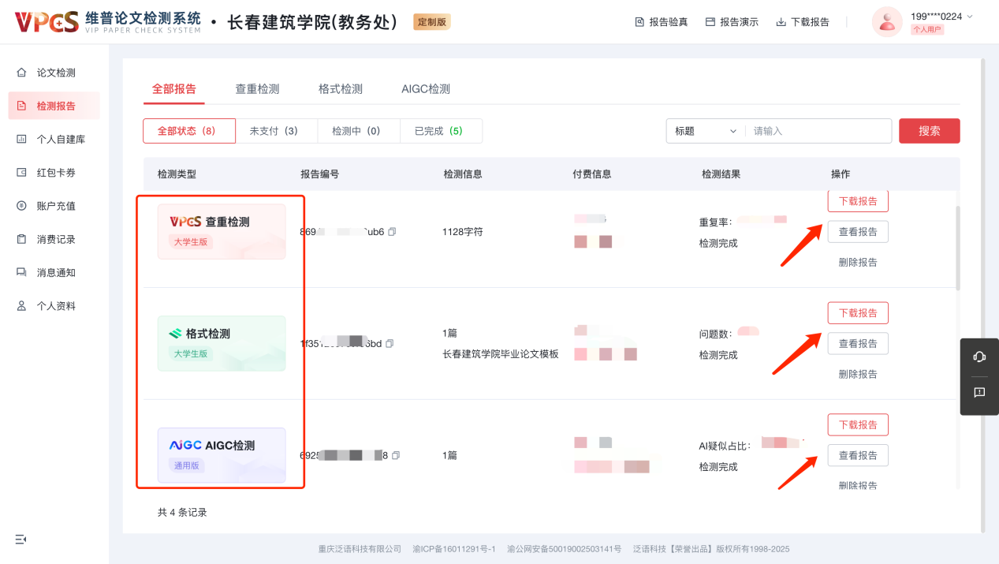 VPCS 维普论文检测系统 • 长春建筑学院(教务处) 定制版 报告验真 报告演示 下载报告 199****0224
VIP PAPER CHECK SYSTEM 个人用户
论文检测
检测报告
个人自建库
红包卡券
账户充值
消费记录
消息通知
个人资料
全部报告 查重检测 格式检测 AIGC检测
全部状态 (8) 未支付 (3) 检测中 (0) 已完成 (5) 标题 请输入 搜索
检测类型 报告编号 检测信息 付费信息 检测结果 操作
VPCS 查重检测
大学生版
ub6
1128字符
重复率:
检测完成
下载报告
查看报告
删除报告
格式检测
大学生版
1f351
bd
1篇
长春建筑学院毕业论文模板
问题数:
检测完成
下载报告
查看报告
删除报告
AIGC AIGC检测
通用版
6925
8
1篇
AI疑似占比:
检测完成
下载报告
查看报告
删除报告
共 4 条记录
重庆泛语科技有限公司 渝ICP备16011291号-1 渝公网安备50019002503141号 泛语科技【荣誉出品】版权所有1998-2025